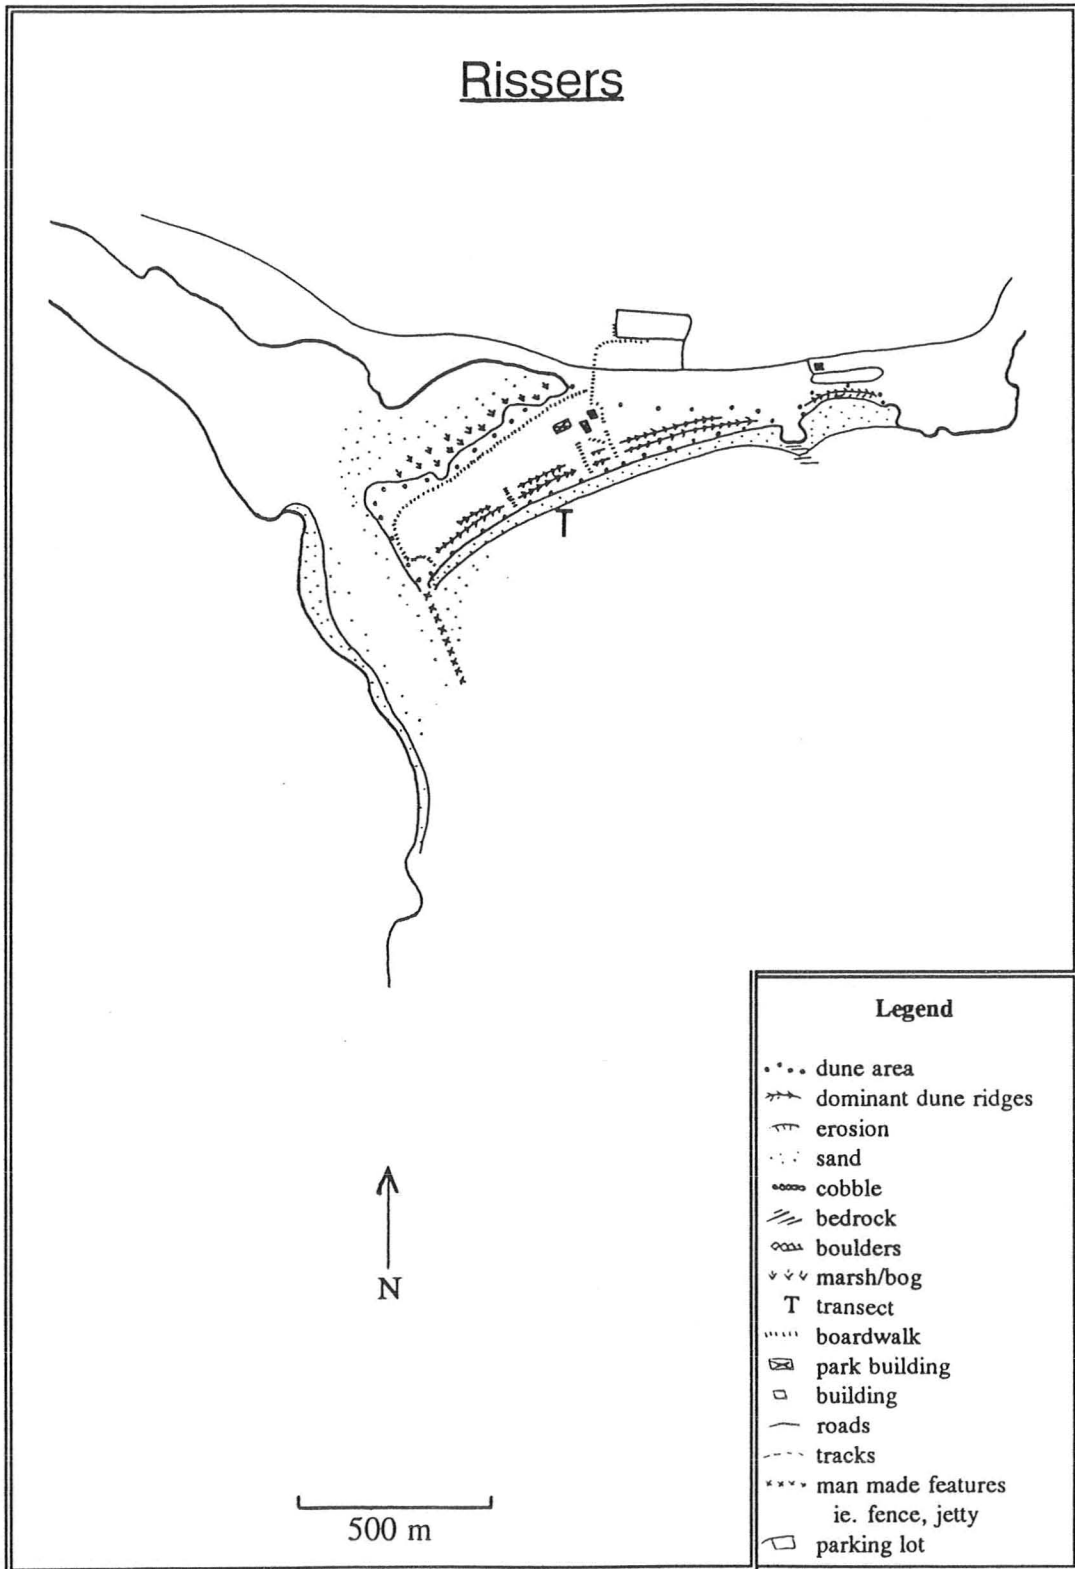 Rissers
T
N
500 m
Legend
dune area
dominant dune ridges
erosion
sand
cobble
bedrock
boulders
marsh/bog
T transect
boardwalk
park building
building
roads
tracks
man made features
ie. fence, jetty
parking lot